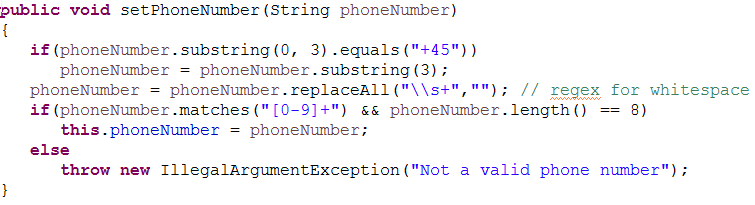 public void setPhoneNumber(String phoneNumber)
{
if(phoneNumber.substring(0, 3).equals("+45"))
phoneNumber = phoneNumber.substring(3);
phoneNumber = phoneNumber.replaceAll("\\s+",""); // regex for whitespace
if(phoneNumber.matches("[0-9]+") && phoneNumber.length() == 8)
this.phoneNumber = phoneNumber;
else
throw new IllegalArgumentException("Not a valid phone number");
}